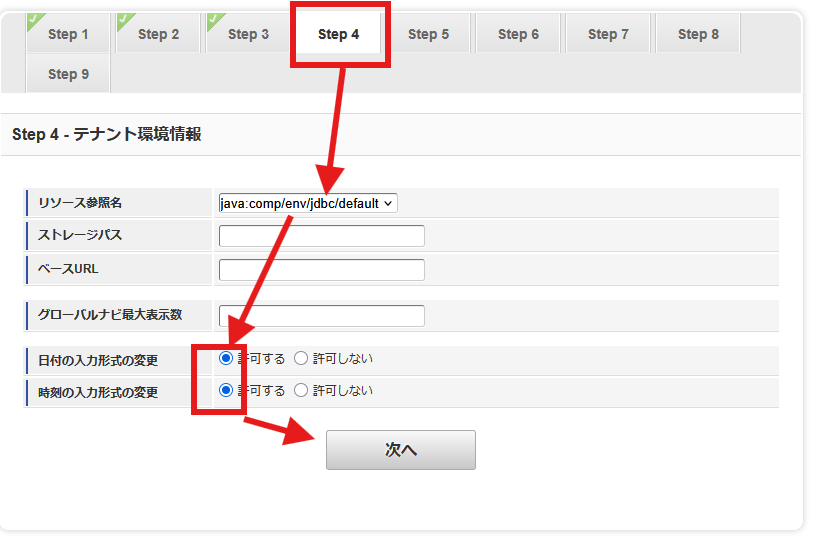 Step 1 Step 2 Step 3 Step 4 Step 5 Step 6 Step 7 Step 8
Step 9
Step 4 - テナント環境情報
リソース参照名 java:comp/env/jdbc/default
ストレージパス
ベースURL
グローバルナビ最大表示数
日付の入力形式の変更 許可する 許可しない
時刻の入力形式の変更 許可する 許可しない
次へ